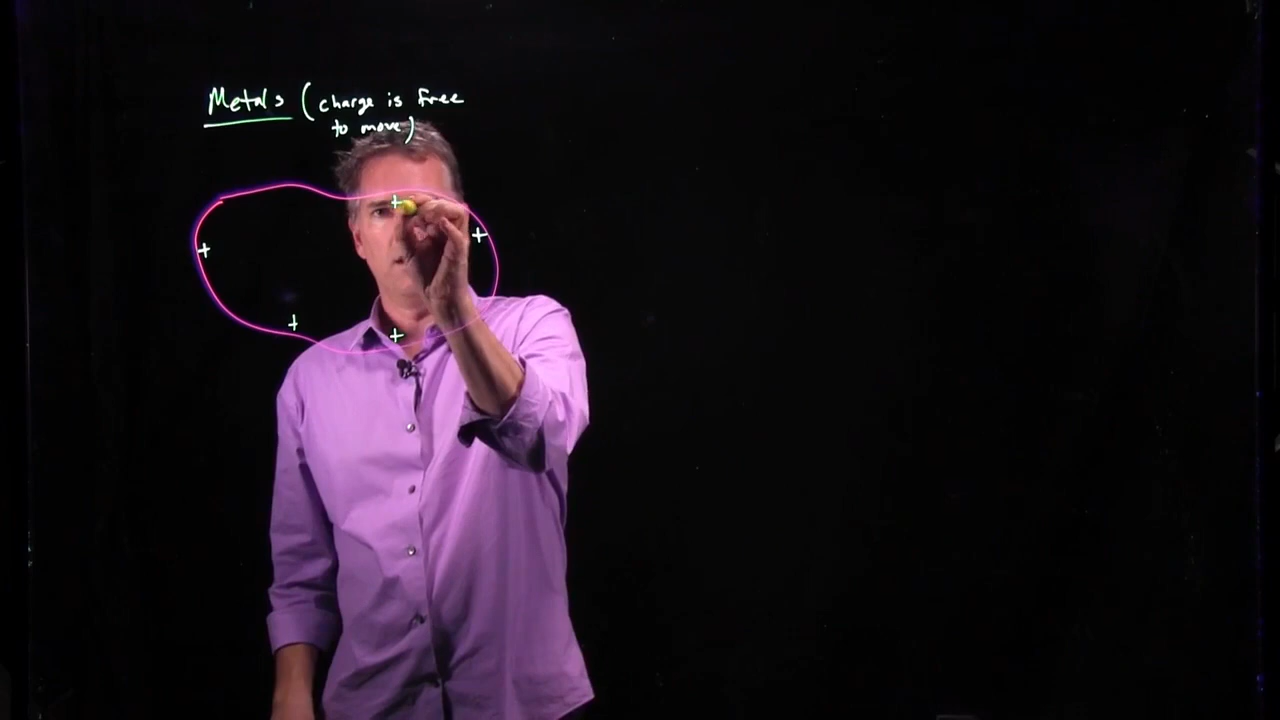 Metals (charge is free
to move)
+
+
+
+
+